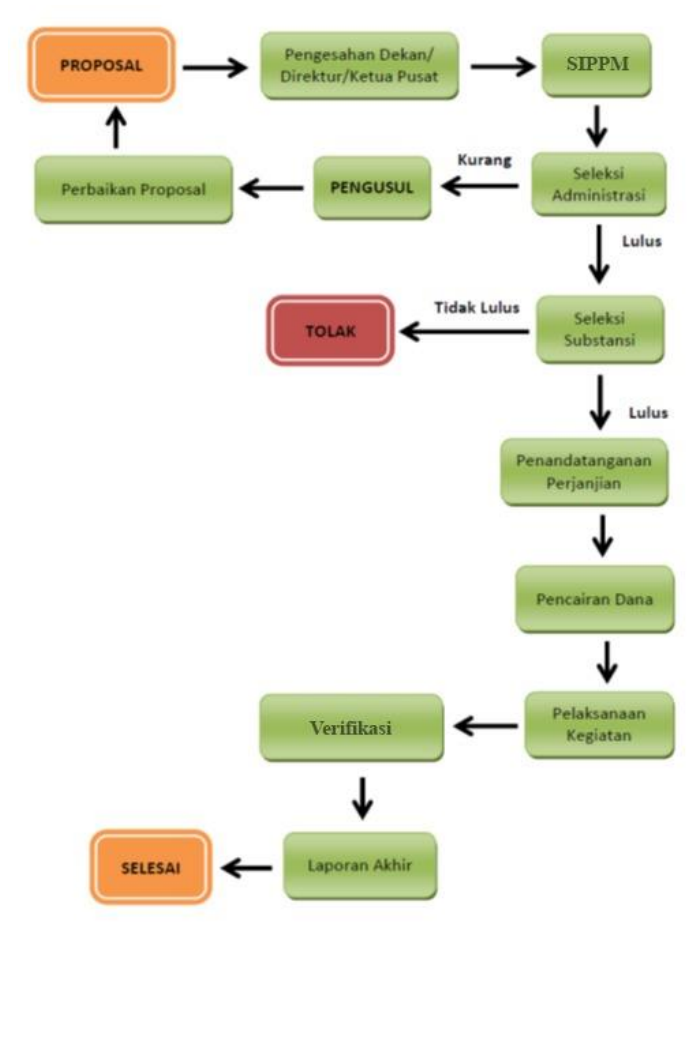 PROPOSAL
Pengesahan Dekan/
Direktur/Ketua Pusat
SIPPM
Perbaikan Proposal
PENGUSUL
Kurang
Seleksi
Administrasi
Lulus
TOLAK
Tidak Lulus
Seleksi
Substansi
Lulus
Penandatanganan
Perjanjian
Pencairan Dana
Pelaksanaan
Kegiatan
Verifikasi
Laporan Akhir
SELESAI